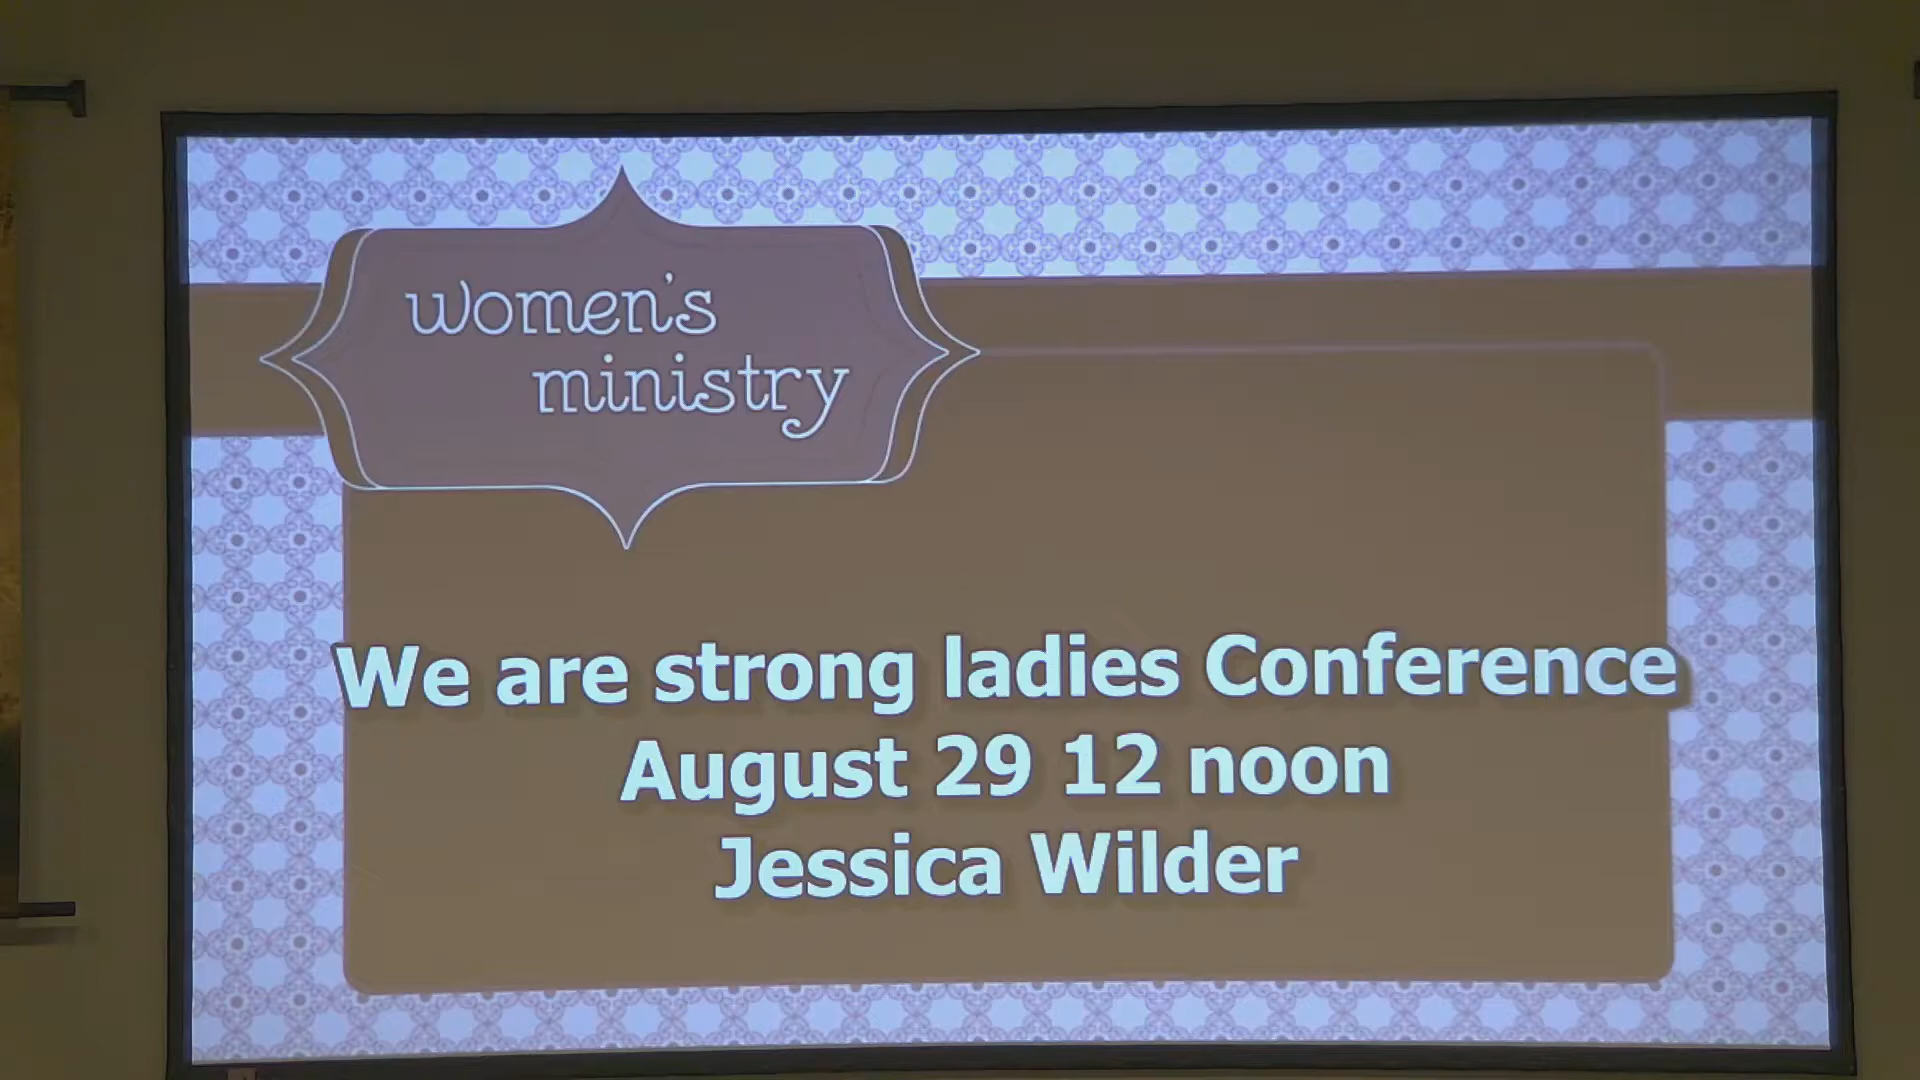 women's
ministry
We are strong ladies Conference
August 29 12 noon
Jessica Wilder